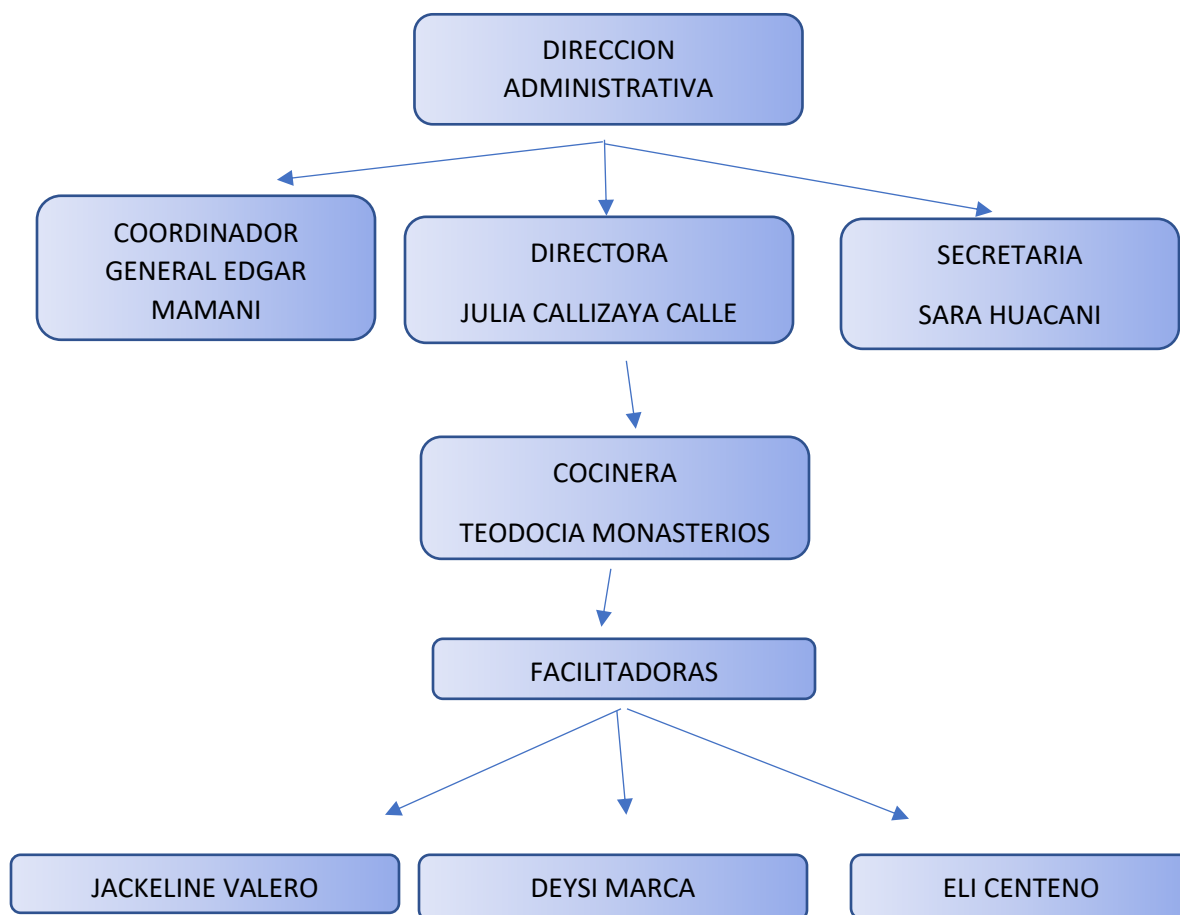 DIRECCION
ADMINISTRATIVA
COORDINADOR
GENERAL EDGAR
MAMANI
DIRECTORA
JULIA CALLIZAYA CALLE
SECRETARIA
SARA HUACANI
COCINERA
TEODOCIA MONASTERIOS
FACILITADORAS
JACKELINE VALERO
DEYSI MARCA
ELI CENTENO